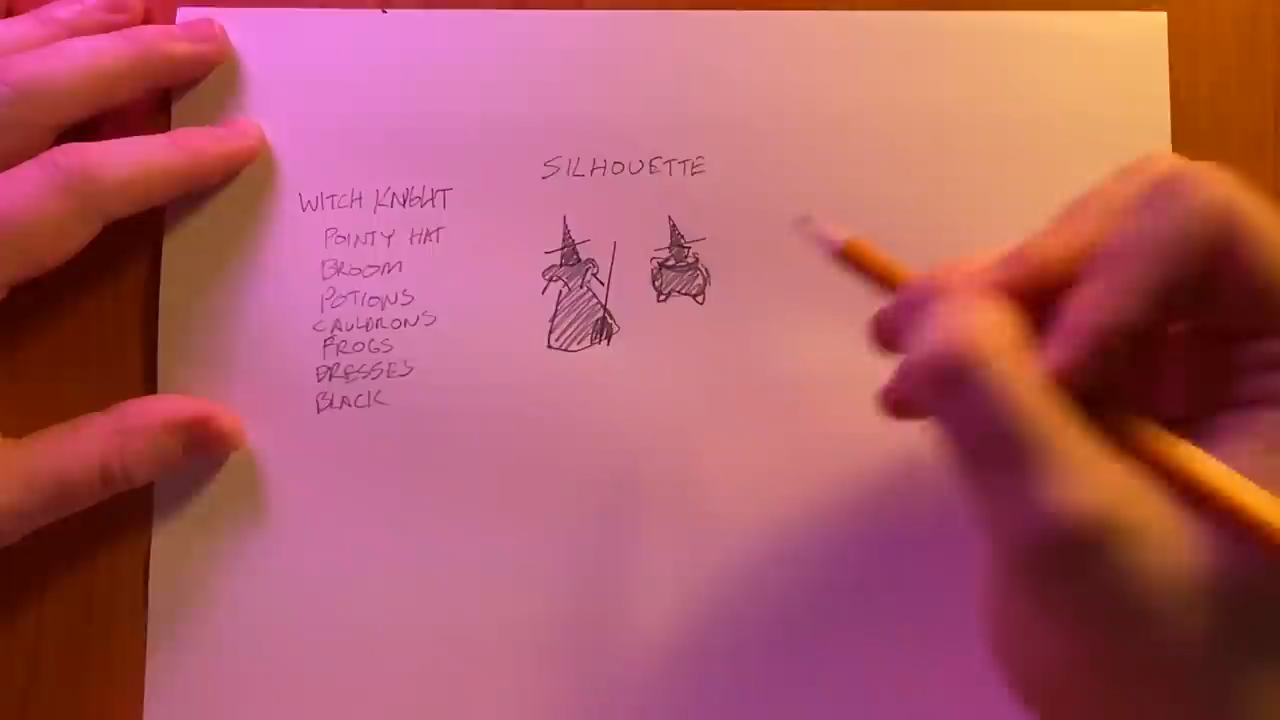 SILHOUETTE
WITCH KNIGHT
POINTY HAT
BROOM
POTIONS
CAULDRONS
FROGS
DRESSES
BLACK